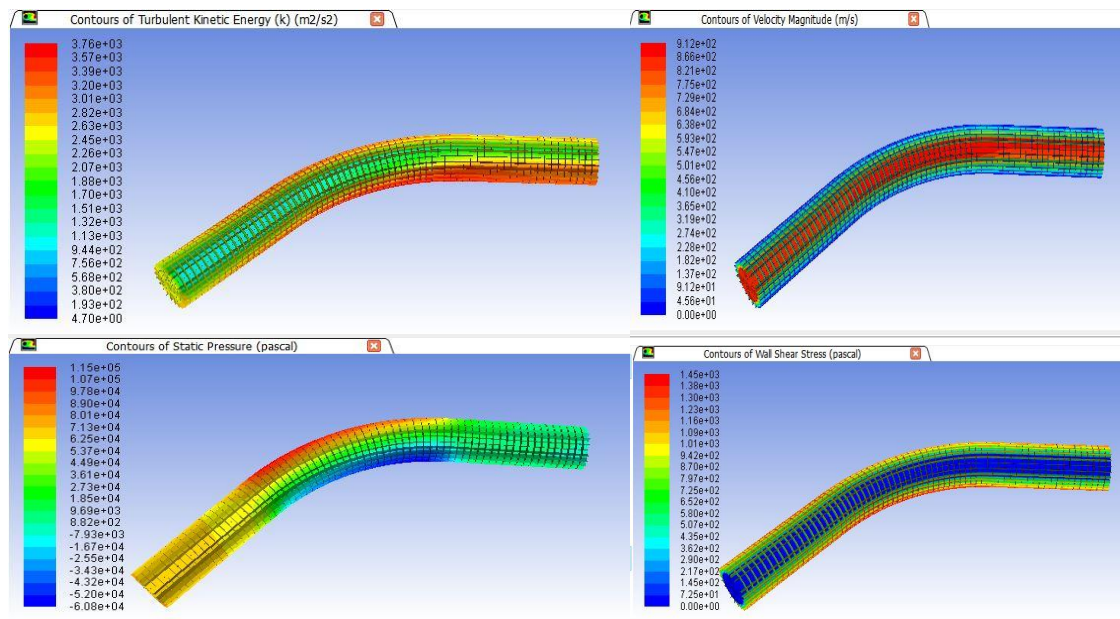 Contours of Turbulent Kinetic Energy (k) (m2/s2)
3.76e+03
3.57e+03
3.39e+03
3.20e+03
3.01e+03
2.82e+03
2.63e+03
2.45e+03
2.26e+03
2.07e+03
1.88e+03
1.70e+03
1.51e+03
1.32e+03
1.13e+03
9.44e+02
7.56e+02
5.68e+02
3.80e+02
1.93e+02
4.70e+00
Contours of Velocity Magnitude (m/s)
9.12e+02
8.66e+02
8.21e+02
7.75e+02
7.29e+02
6.84e+02
6.38e+02
5.93e+02
5.47e+02
5.01e+02
4.56e+02
4.10e+02
3.65e+02
3.19e+02
2.74e+02
2.28e+02
1.82e+02
1.37e+02
9.12e+01
4.56e+01
0.00e+00
Contours of Static Pressure (pascal)
1.15e+05
1.07e+05
9.78e+04
8.90e+04
8.01e+04
7.13e+04
6.25e+04
5.37e+04
4.49e+04
3.61e+04
2.73e+04
1.85e+04
9.69e+03
8.82e+02
-7.93e+03
-1.67e+04
-2.55e+04
-3.43e+04
-4.32e+04
-5.20e+04
-6.08e+04
Contours of Wall Shear Stress (pascal)
1.45e+03
1.38e+03
1.30e+03
1.23e+03
1.16e+03
1.09e+03
1.01e+03
9.42e+02
8.70e+02
7.97e+02
7.25e+02
6.52e+02
5.80e+02
5.07e+02
4.35e+02
3.62e+02
2.90e+02
2.17e+02
1.45e+02
7.25e+01
0.00e+00